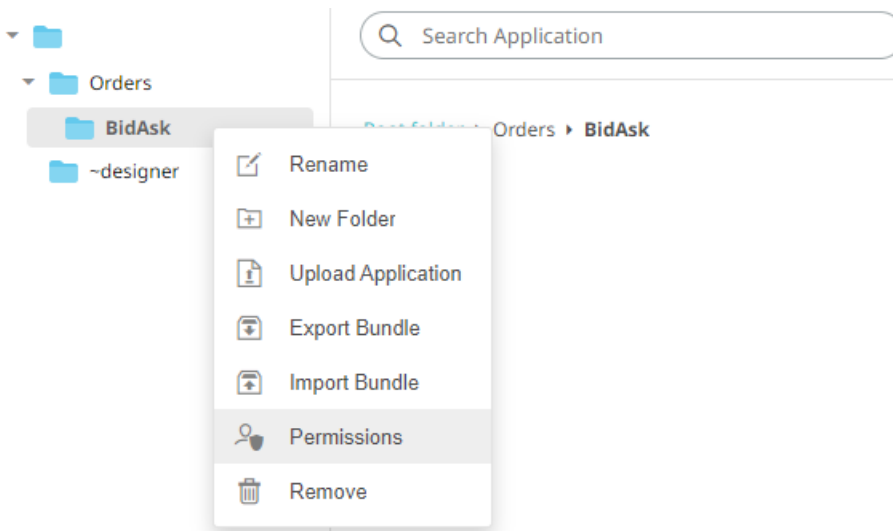 Search Application
Orders
BidAsk
~designer
Orders BidAsk
Rename
New Folder
Upload Application
Export Bundle
Import Bundle
Permissions
Remove